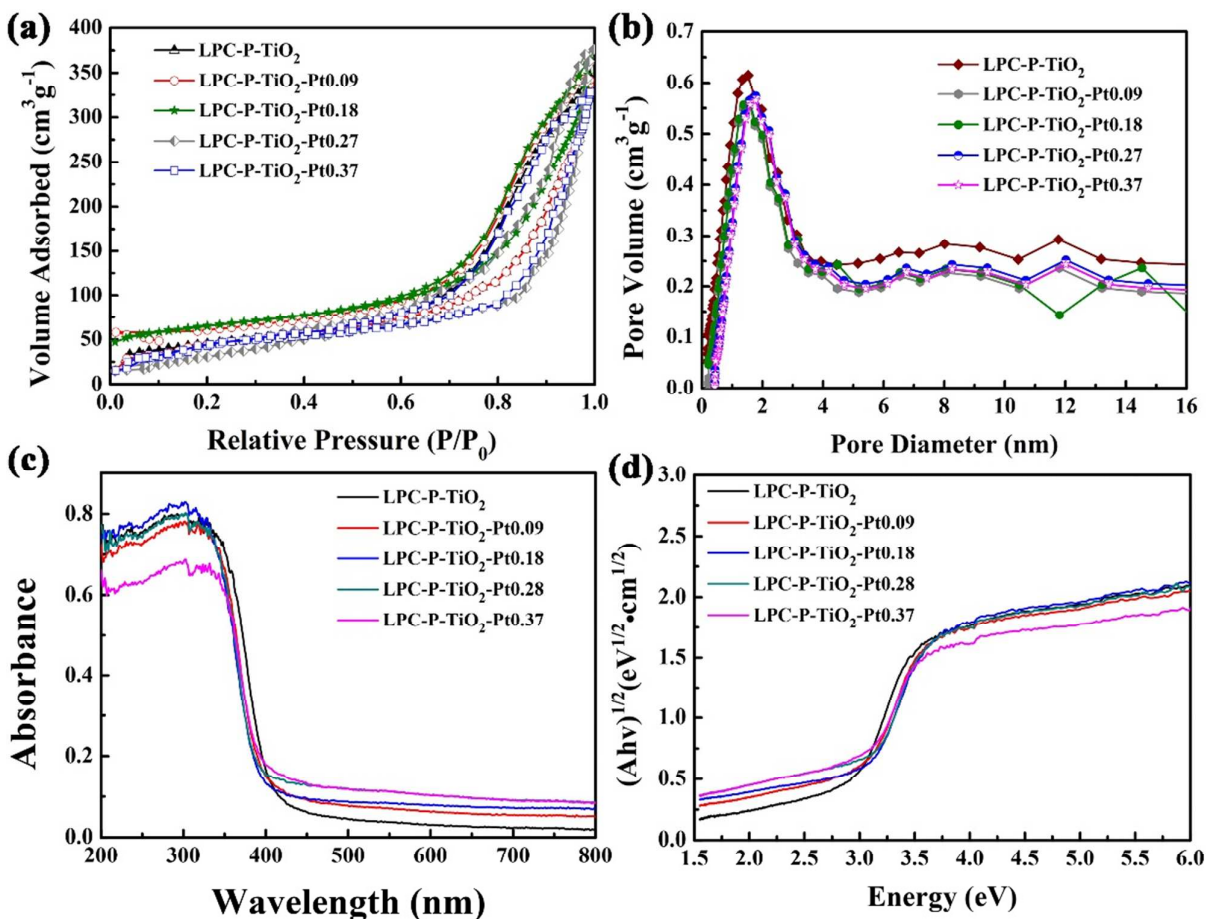 (a)
400
350
300
250
200
150
100
50
0
Volume Adsorbed (cm³g⁻¹)
LPC-P-TiO₂
LPC-P-TiO₂-Pt0.09
LPC-P-TiO₂-Pt0.18
LPC-P-TiO₂-Pt0.27
LPC-P-TiO₂-Pt0.37
0.0 0.2 0.4 0.6 0.8 1.0
Relative Pressure (P/P₀)
(b)
0.7
0.6
0.5
0.4
0.3
0.2
0.1
0.0
Pore Volume (cm³g⁻¹)
LPC-P-TiO₂
LPC-P-TiO₂-Pt0.09
LPC-P-TiO₂-Pt0.18
LPC-P-TiO₂-Pt0.27
LPC-P-TiO₂-Pt0.37
0 2 4 6 8 10 12 14 16
Pore Diameter (nm)
(c)
0.8
0.6
0.4
0.2
0.0
Absorbance
LPC-P-TiO₂
LPC-P-TiO₂-Pt0.09
LPC-P-TiO₂-Pt0.18
LPC-P-TiO₂-Pt0.28
LPC-P-TiO₂-Pt0.37
200 300 400 500 600 700 800
Wavelength (nm)
(d)
3.0
2.5
2.0
1.5
1.0
0.5
0.0
(Ahv)¹/²(eV¹/²•cm¹/²)
LPC-P-TiO₂
LPC-P-TiO₂-Pt0.09
LPC-P-TiO₂-Pt0.18
LPC-P-TiO₂-Pt0.28
LPC-P-TiO₂-Pt0.37
1.5 2.0 2.5 3.0 3.5 4.0 4.5 5.0 5.5 6.0
Energy (eV)